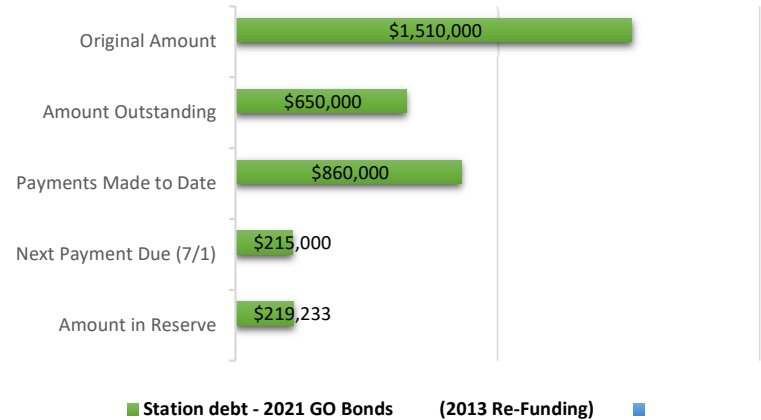 Original Amount
$1,510,000
Amount Outstanding
$650,000
Payments Made to Date
$860,000
Next Payment Due (7/1)
$215,000
Amount in Reserve
$219,233
Station debt - 2021 GO Bonds (2013 Re-Funding)